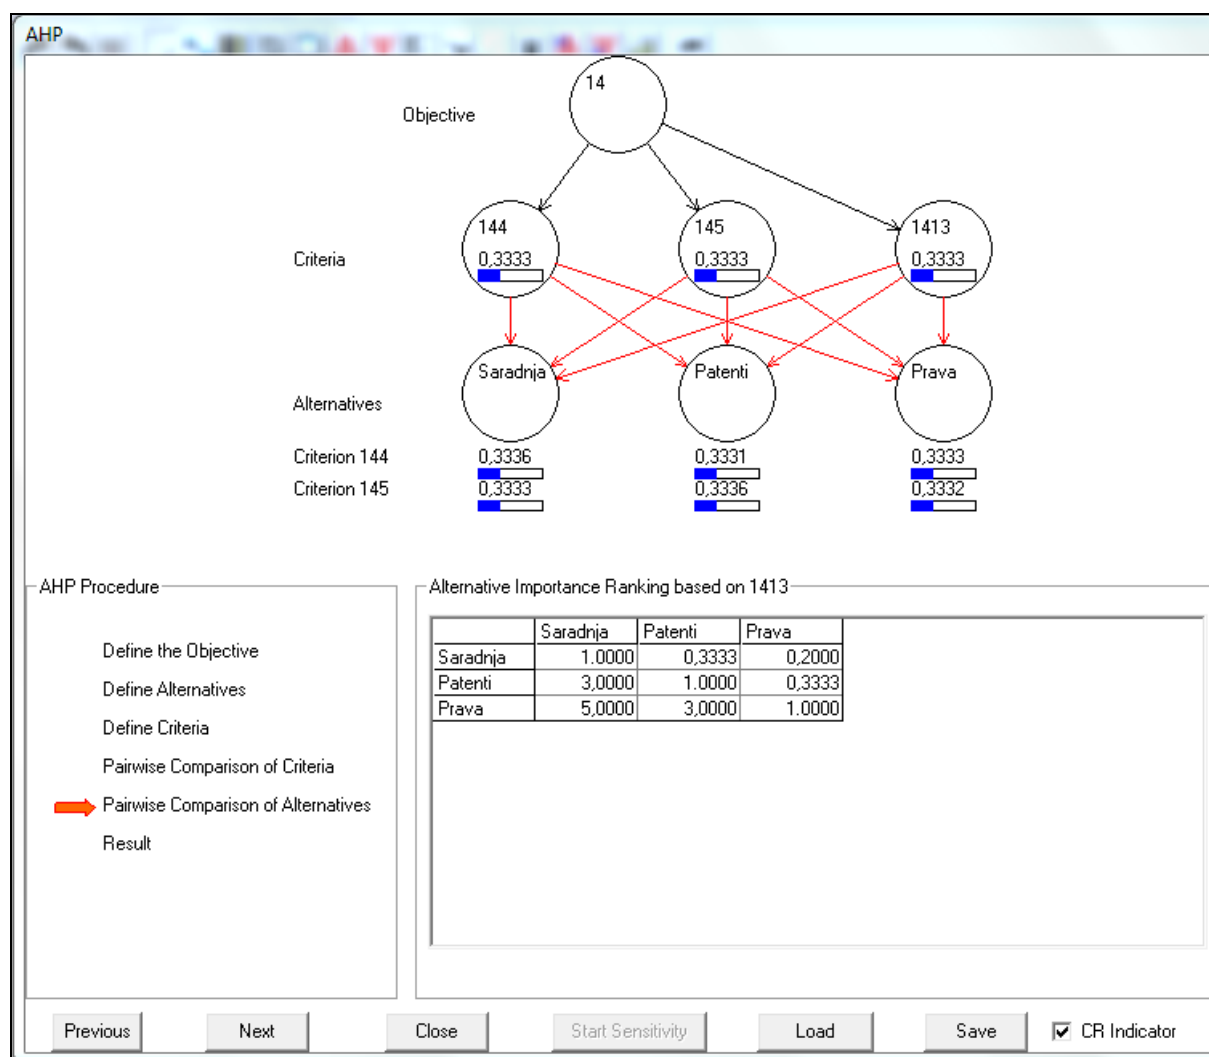 AHP
14
Objective
144 145 1413
Criteria 0,3333 0,3333 0,3333
Saradnja Patenti Prava
Alternatives
Criterion 144 0,3336 0,3331 0,3333
Criterion 145 0,3333 0,3336 0,3332
AHP Procedure
Define the Objective
Define Alternatives
Define Criteria
Pairwise Comparison of Criteria
Pairwise Comparison of Alternatives
Result
Alternative Importance Ranking based on 1413
Saradnja Patenti Prava
Saradnja 1.0000 0,3333 0,2000
Patenti 3,0000 1.0000 0,3333
Prava 5,0000 3,0000 1.0000
Previous Next Close Start Sensitivity Load Save CR Indicator